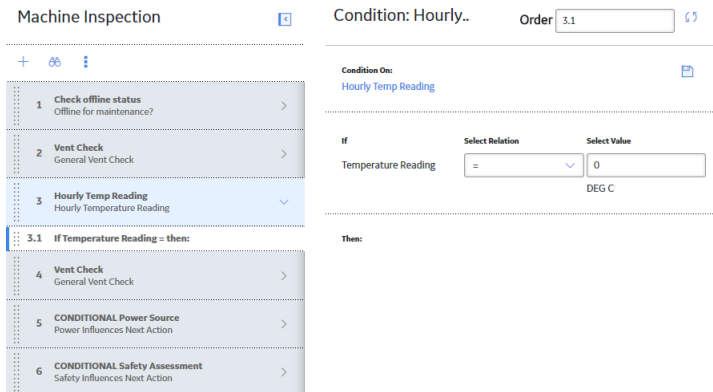 Machine Inspection
1 Check offline status
Offline for maintenance?
2 Vent Check
General Vent Check
3 Hourly Temp Reading
Hourly Temperature Reading
3.1 If Temperature Reading = then:
4 Vent Check
General Vent Check
5 CONDITIONAL Power Source
Power Influences Next Action
6 CONDITIONAL Safety Assessment
Safety Influences Next Action
Condition: Hourly..
Order 3.1
Condition On:
Hourly Temp Reading
If Select Relation Select Value
Temperature Reading = 0
DEG C
Then: